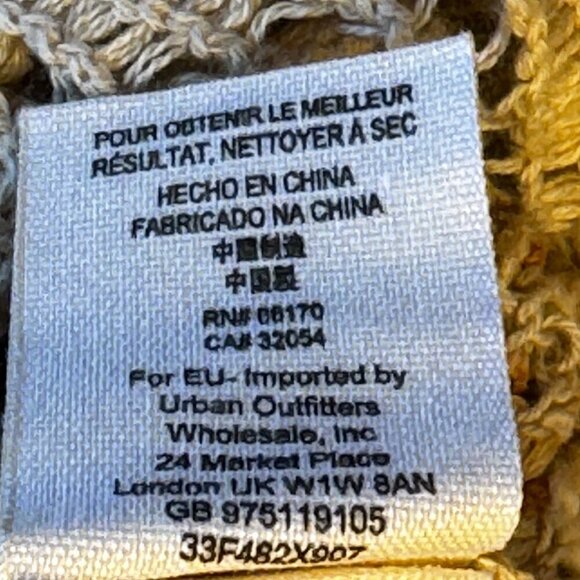 POUR OBTENIR LE MEILLEUR
RÉSULTAT, NETTOYER A SEC
HECHO EN CHINA
FABRICADO NA CHINA
中国制造
中国製
RN# 66170
CA# 32054
For EU- Imported by
Urban Outfitters
Wholesale, Inc
24 Market Place
London UK W1W 8AN
GB 975119105
33F482X907